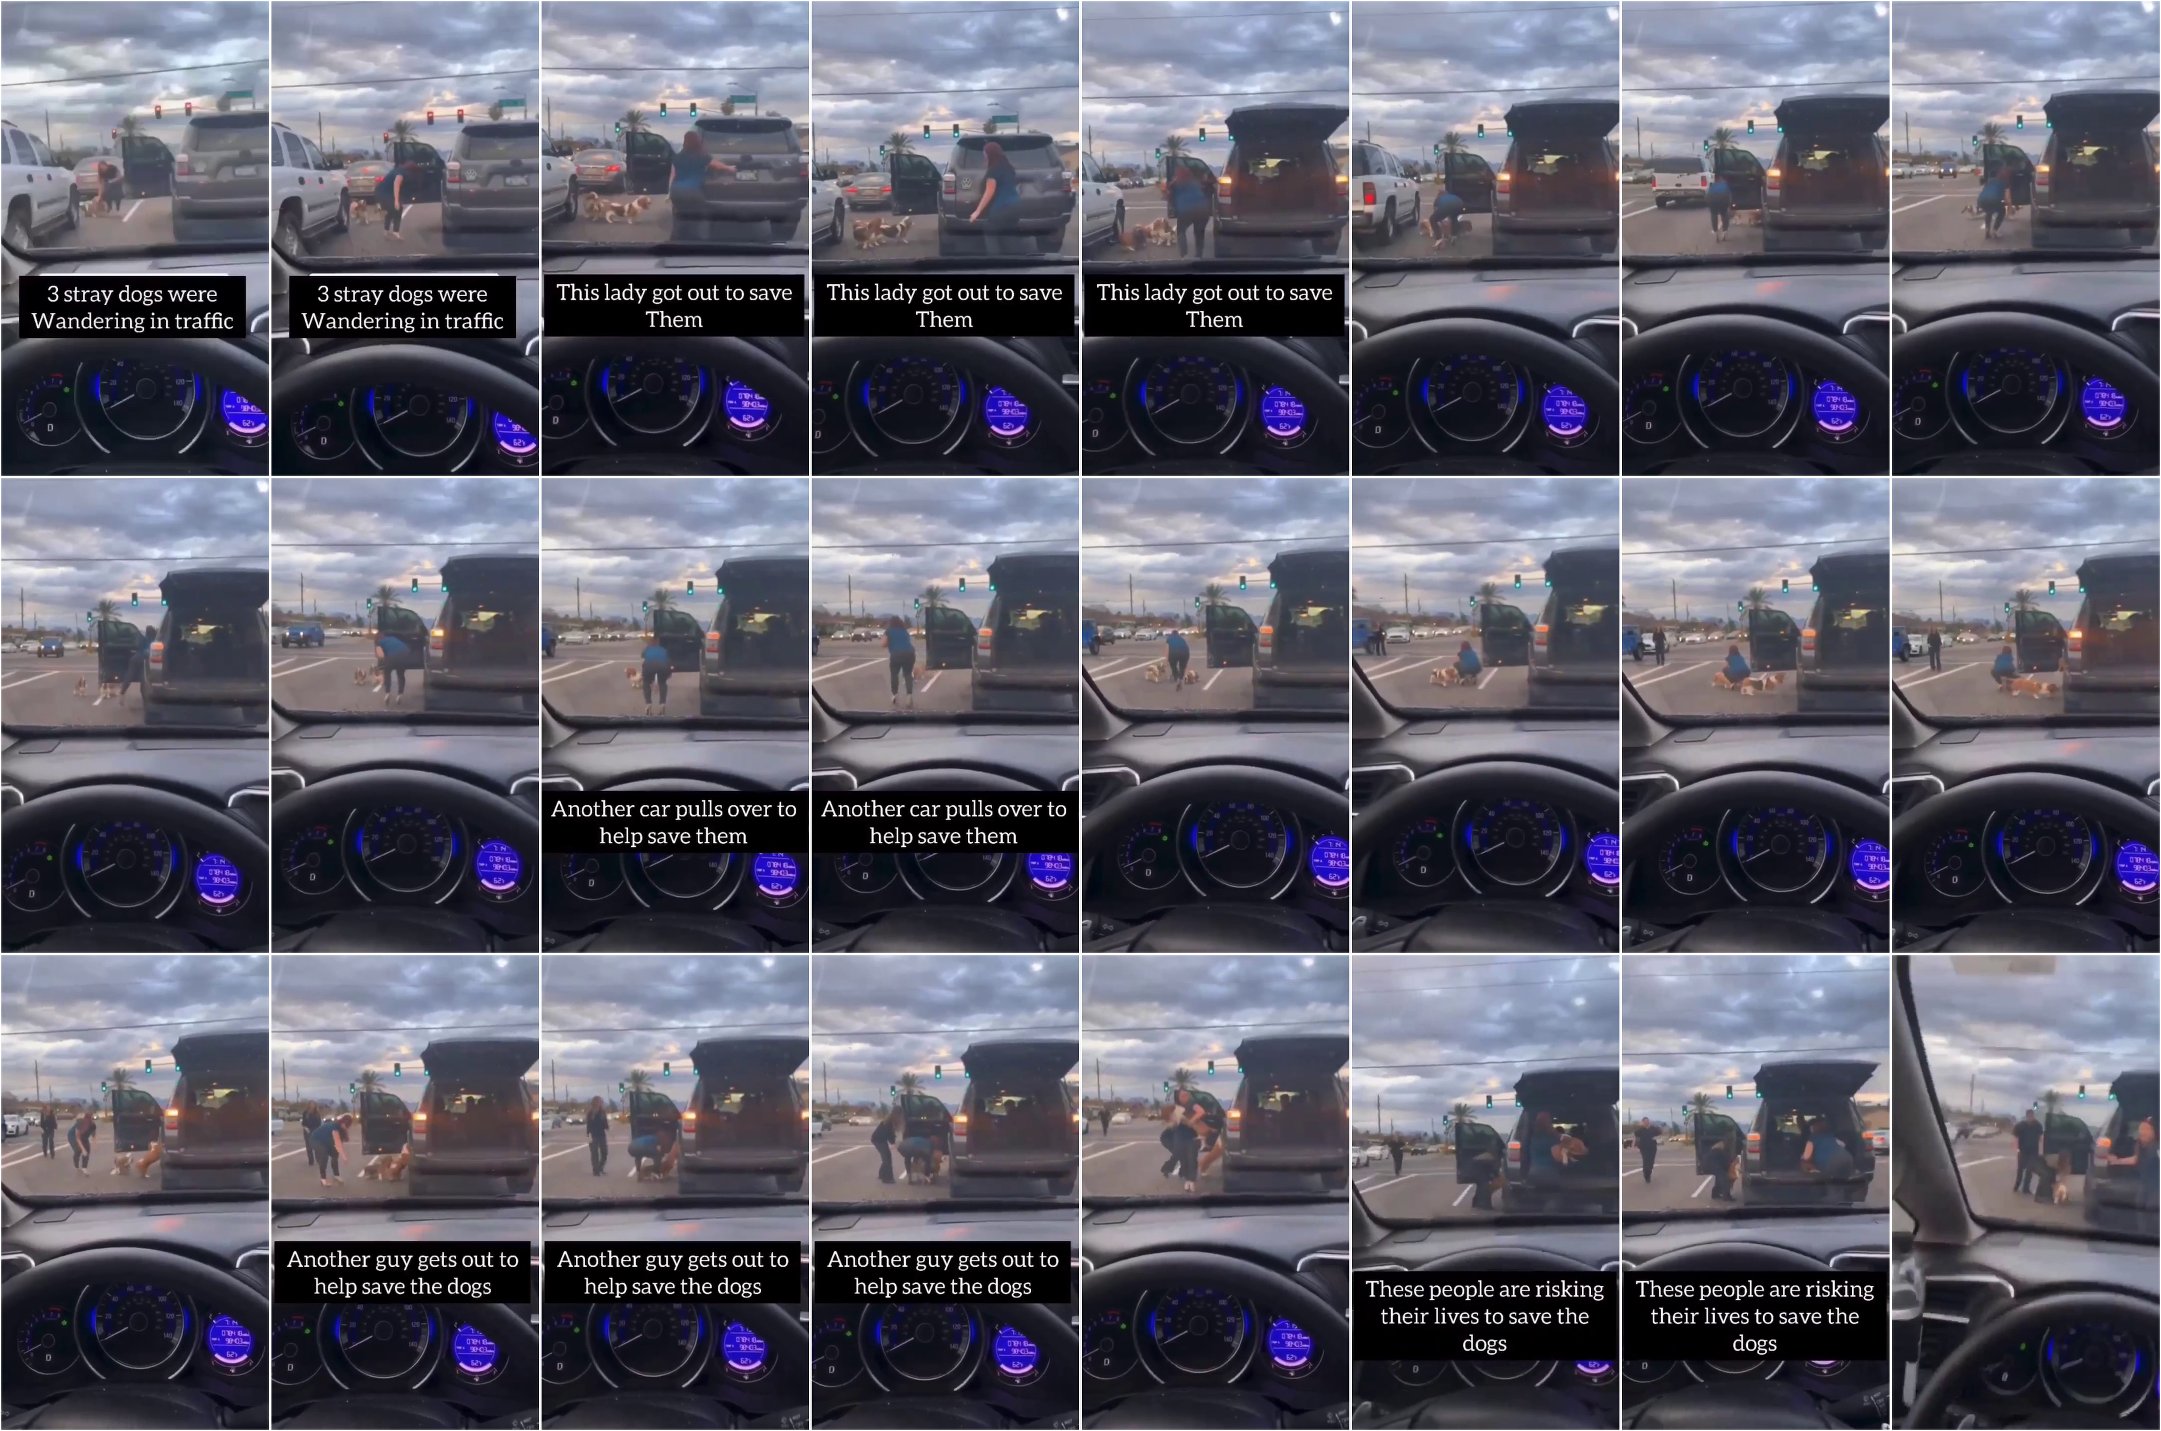 3 stray dogs were
Wandering in traffic
3 stray dogs were
Wandering in traffic
This lady got out to save
Them
This lady got out to save
Them
This lady got out to save
Them
Another car pulls over to
help save them
Another car pulls over to
help save them
Another guy gets out to
help save the dogs
Another guy gets out to
help save the dogs
Another guy gets out to
help save the dogs
These people are risking
their lives to save the
dogs
These people are risking
their lives to save the
dogs